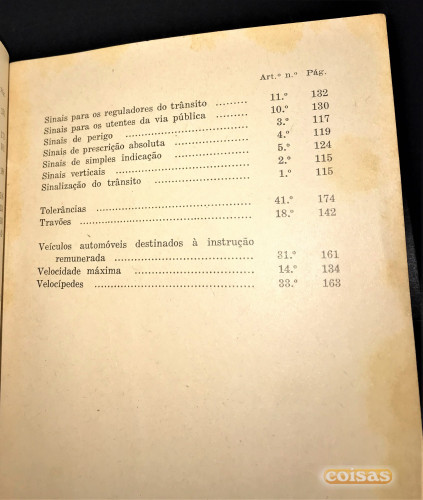 Art.º n.º Pág.
Sinais para os reguladores do trânsito ......... 11.º 132
Sinais para os utentes da via pública ......... 10.º 130
Sinais de perigo ................................. 3.º 117
Sinais de prescrição absoluta .................... 4.º 119
Sinais de simples indicação ...................... 5.º 124
Sinais verticais ................................. 2.º 115
Sinalização do trânsito .......................... 1.º 115
Tolerâncias ...................................... 41.º 174
Travões .......................................... 18.º 142
Veículos automóveis destinados à instrução
remunerada ....................................... 31.º 161
Velocidade máxima ................................ 14.º 134
Velocípedes ...................................... 33.º 163
coisas